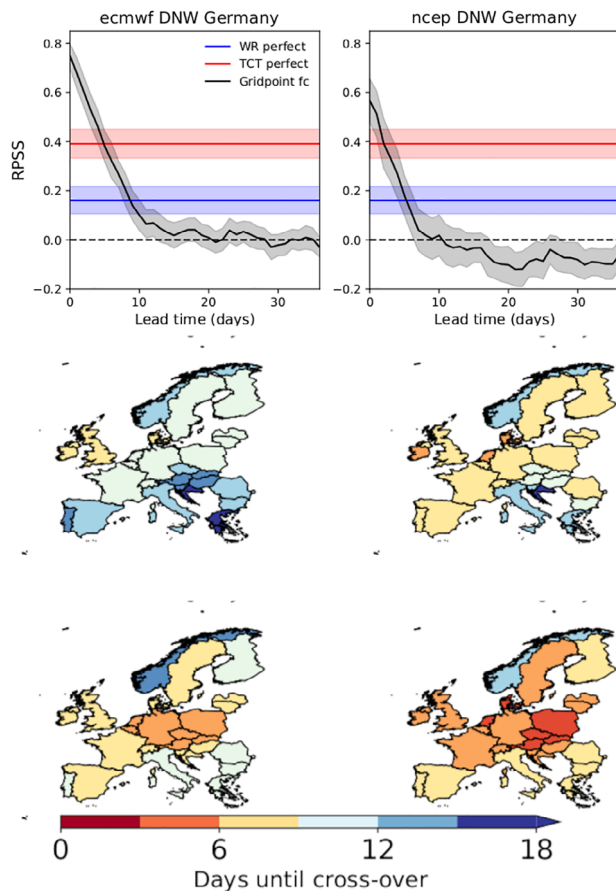 ecmwf DNW Germany
ncep DNW Germany
0.8
0.6
0.4
0.2
0.0
−0.2
RPSS
WR perfect
TCT perfect
Gridpoint fc
0 10 20 30
Lead time (days)
0.8
0.6
0.4
0.2
0.0
−0.2
0 10 20 30
Lead time (days)
0 6 12 18
Days until cross-over